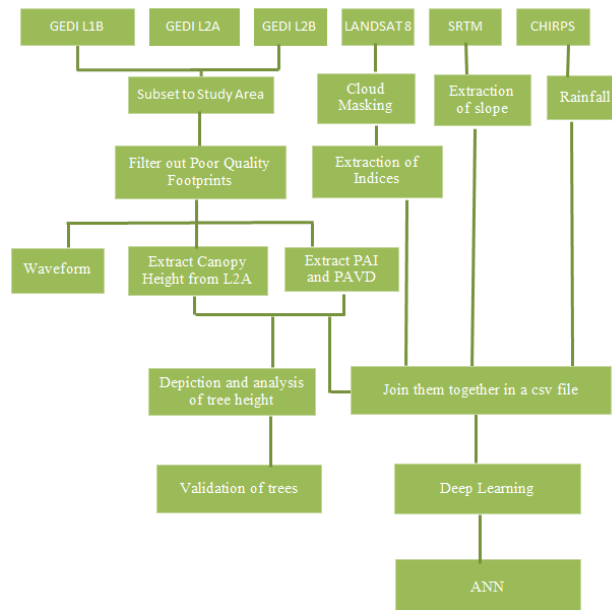 GEDI L1B
GEDI L2A
GEDI L2B
LANDSAT 8
SRTM
CHIRPS
Subset to Study Area
Cloud
Masking
Extraction
of slope
Rainfall
Filter out Poor Quality
Footprints
Extraction of
Indices
Waveform
Extract Canopy
Height from L2A
Extract PAI
and PAVD
Depiction and analysis
of tree height
Join them together in a csv file
Validation of trees
Deep Learning
ANN